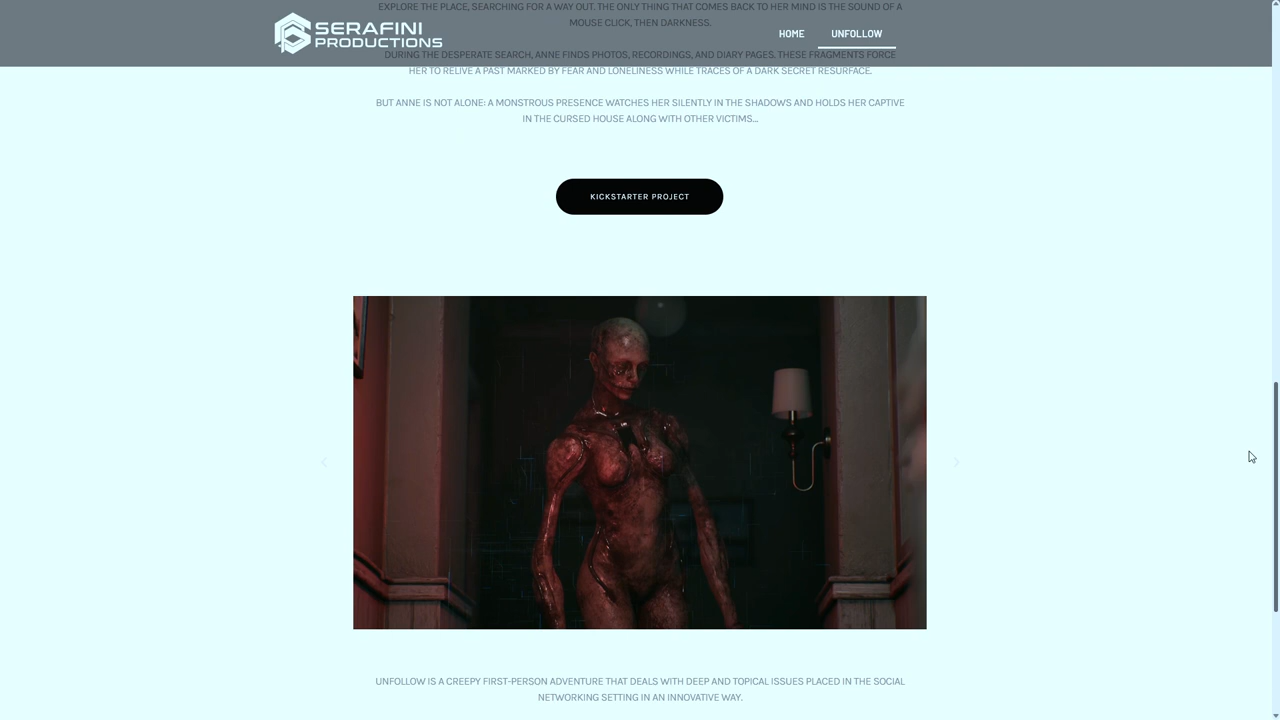 EXPLORE THE PLACE, SEARCHING FOR A WAY OUT. THE ONLY THING THAT COMES BACK TO HER MIND IS THE SOUND OF A
MOUSE CLICK, THEN DARKNESS.
SERAFINI
PRODUCTIONS
HOME
UNFOLLOW
DURING THE DESPERATE SEARCH, ANNE FINDS PHOTOS, RECORDINGS, AND DIARY PAGES. THESE FRAGMENTS FORCE
HER TO RELIVE A PAST MARKED BY FEAR AND LONELINESS WHILE TRACES OF A DARK SECRET RESURFACE.
BUT ANNE IS NOT ALONE: A MONSTROUS PRESENCE WATCHES HER SILENTLY IN THE SHADOWS AND HOLDS HER CAPTIVE
IN THE CURSED HOUSE ALONG WITH OTHER VICTIMS...
KICKSTARTER PROJECT
UNFOLLOW IS A CREEPY FIRST-PERSON ADVENTURE THAT DEALS WITH DEEP AND TOPICAL ISSUES PLACED IN THE SOCIAL
NETWORKING SETTING IN AN INNOVATIVE WAY.